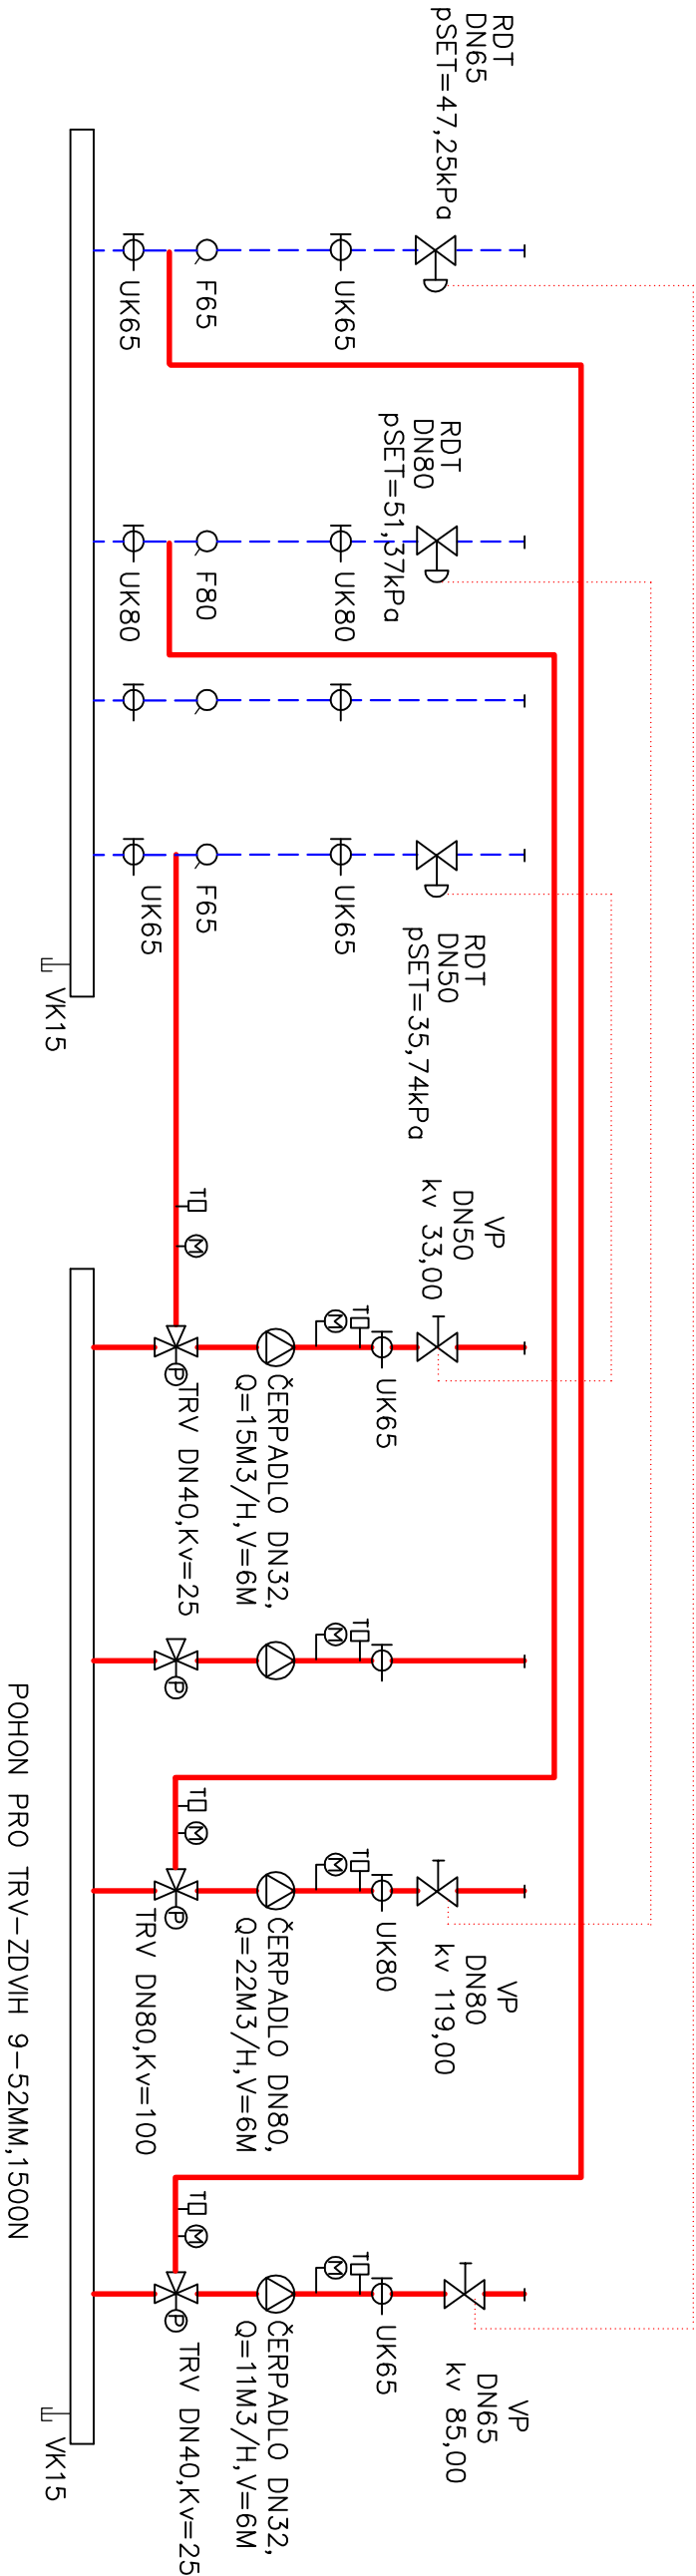 RDT
DN65
pSET=47,25kPa
UK65
F65
UK65
RDT
DN80
pSET=51,37kPa
UK80
F80
UK80
RDT
DN50
pSET=35,74kPa
UK65
F65
UK65
VK15
VP
DN50
kv 33,00
T
M
M
T
UK65
ČERPADLO DN32,
Q=15M3/H,V=6M
P
TRV DN40,Kv=25
M
T
P
VP
DN80
kv 119,00
T
M
M
T
UK80
ČERPADLO DN80,
Q=22M3/H,V=6M
P
TRV DN80,Kv=100
VP
DN65
kv 85,00
T
M
M
T
UK65
ČERPADLO DN32,
Q=11M3/H,V=6M
P
TRV DN40,Kv=25
VK15
POHON PRO TRV-ZDVIH 9-52MM,1500N